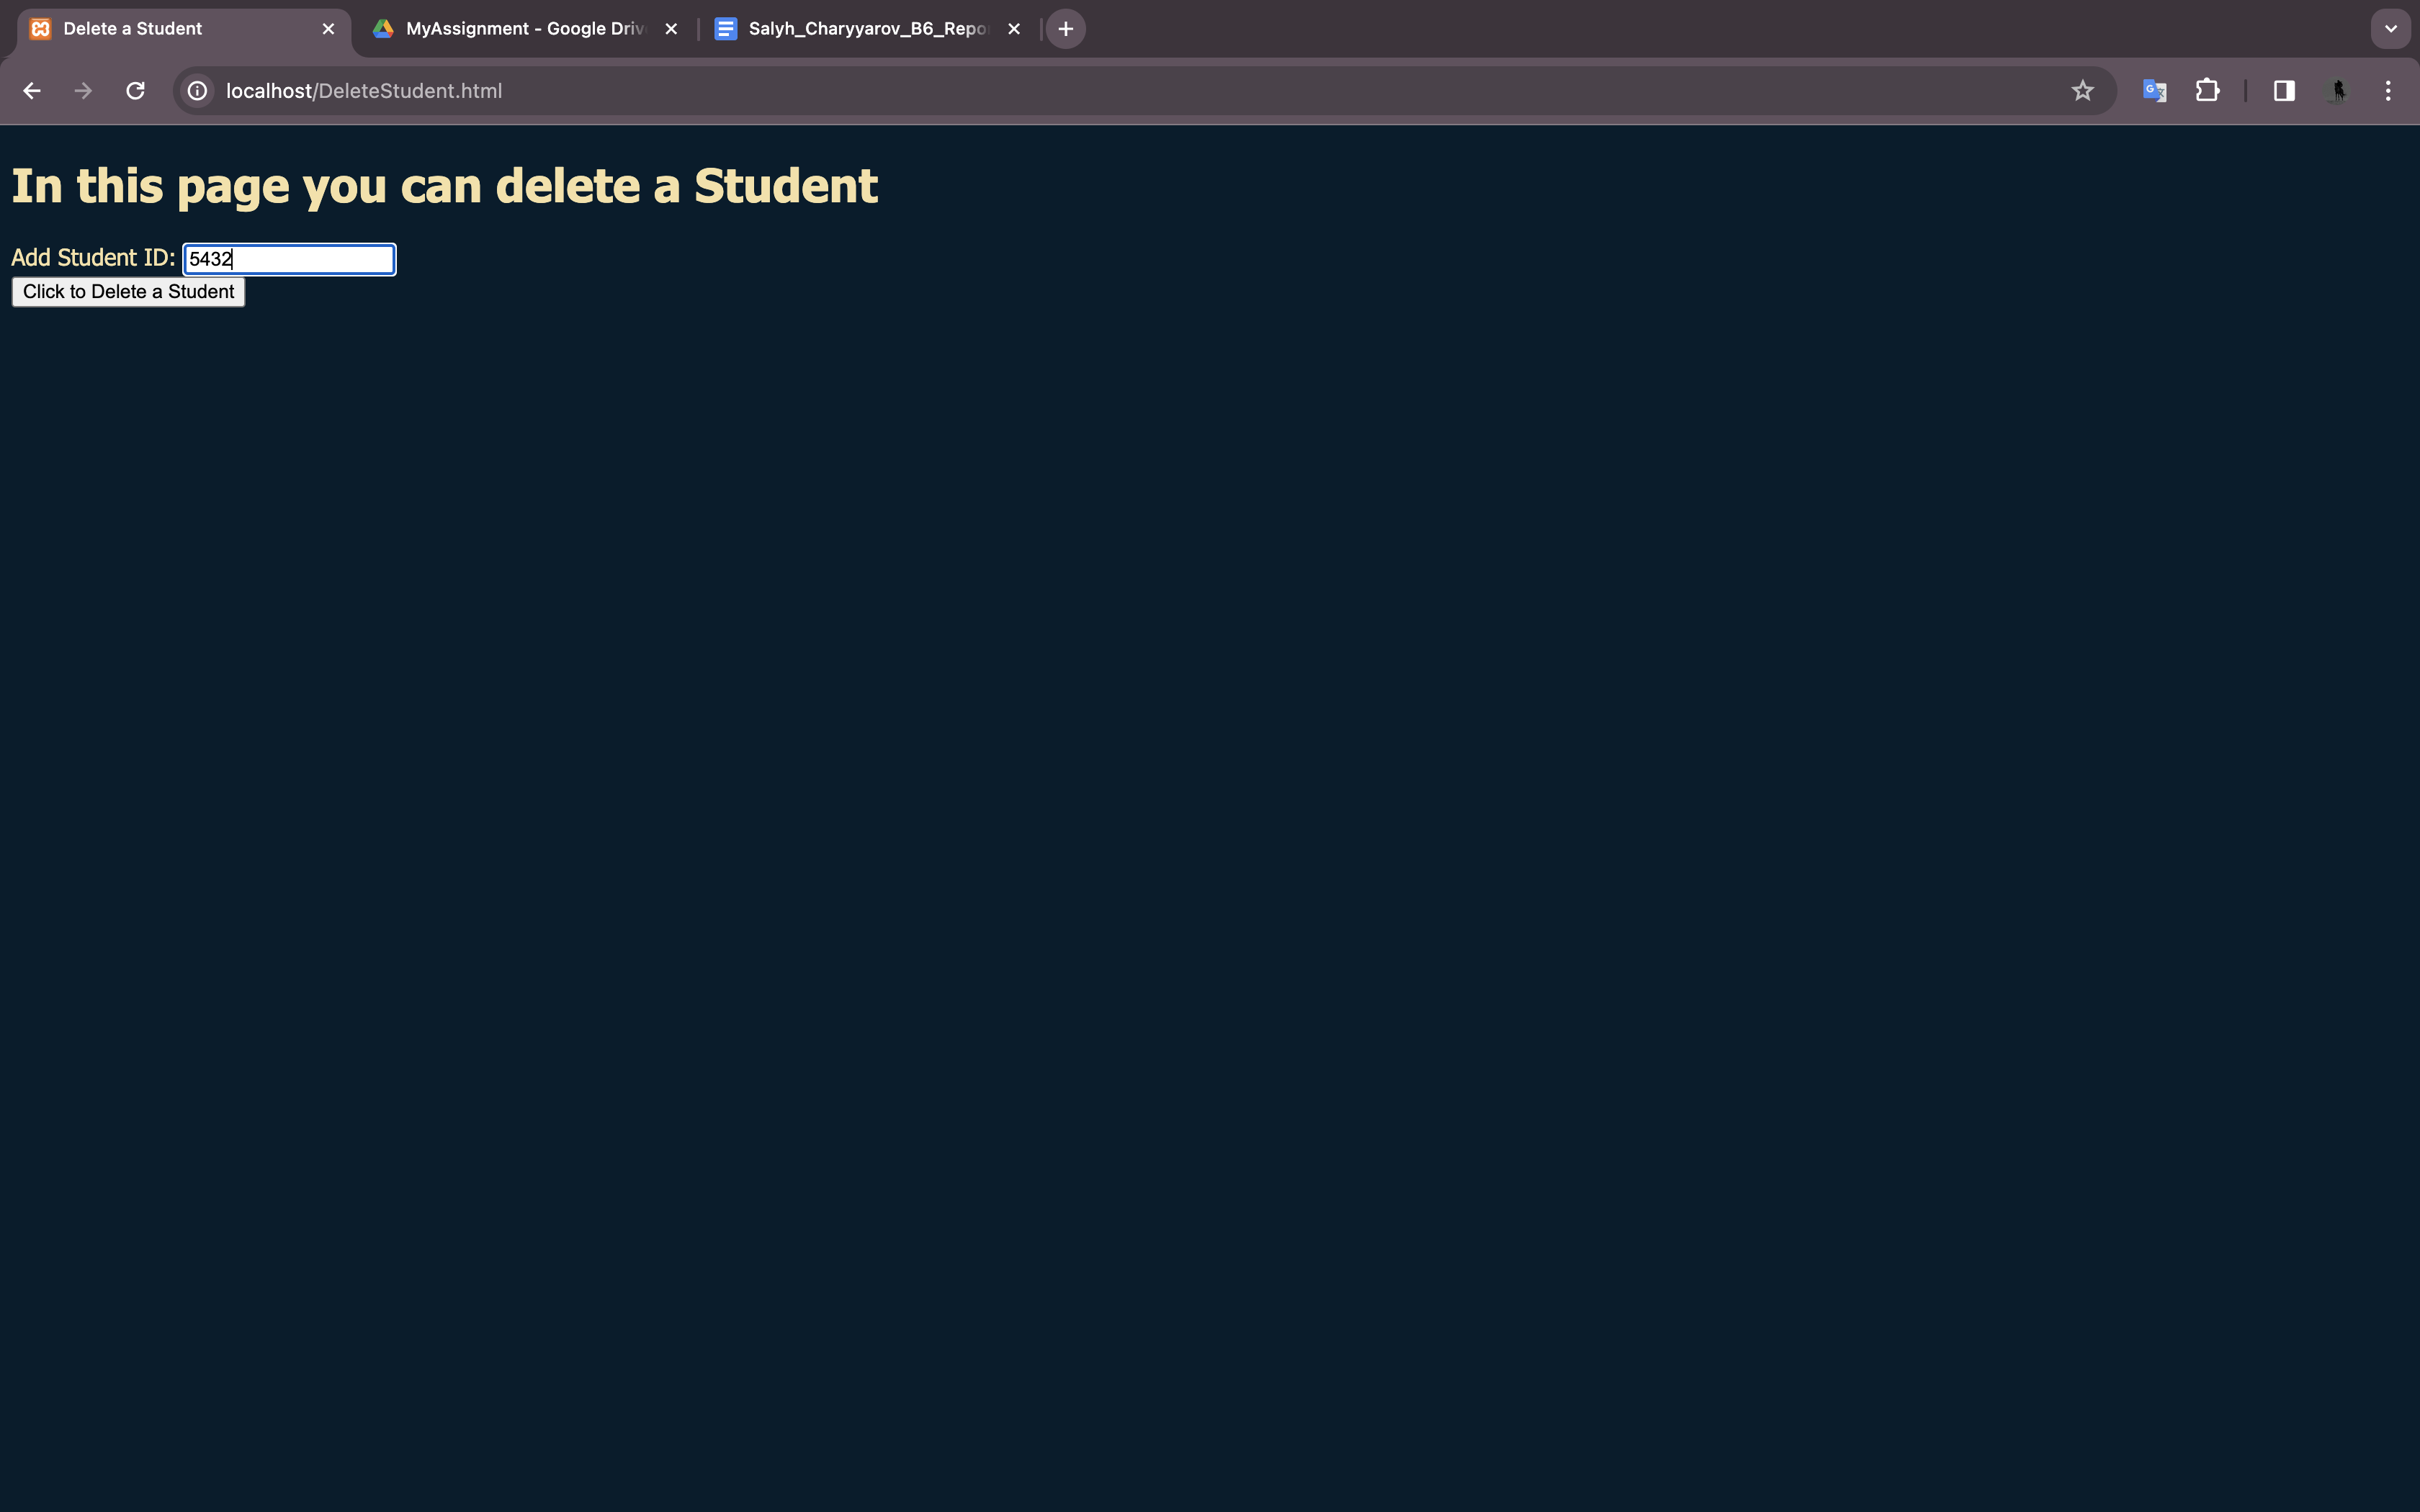 Delete a Student
MyAssignment - Google Driv
Salyh_Charyyarov_B6_Repo
localhost/DeleteStudent.html
In this page you can delete a Student
Add Student ID: 5432
Click to Delete a Student